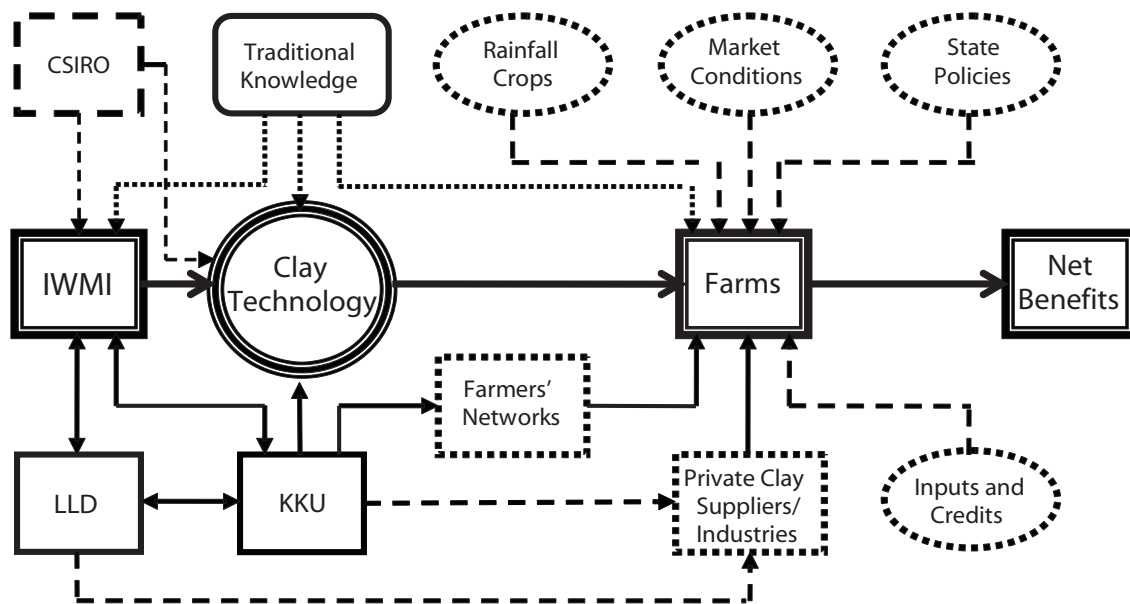 CSIRO
Traditional
Knowledge
Rainfall
Crops
Market
Conditions
State
Policies
IWMI
Clay
Technology
Farms
Net
Benefits
Farmers’
Networks
LLD
KKU
Private Clay
Suppliers/
Industries
Inputs and
Credits